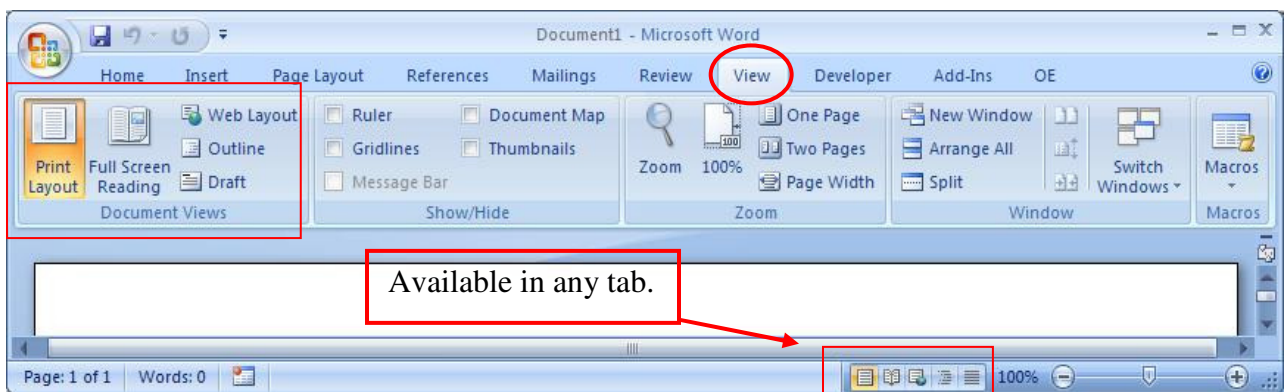 Document1 - Microsoft Word
Home Insert Page Layout References Mailings Review View Developer Add-Ins OE
Print Layout
Full Screen Reading
Web Layout
Outline
Draft
Document Views
Ruler
Gridlines
Message Bar
Document Map
Thumbnails
Show/Hide
Zoom
100
100%
One Page
Two Pages
Page Width
Zoom
New Window
Arrange All
Split
Switch Windows
Window
Macros
Macros
Available in any tab.
Page: 1 of 1 Words: 0 100%